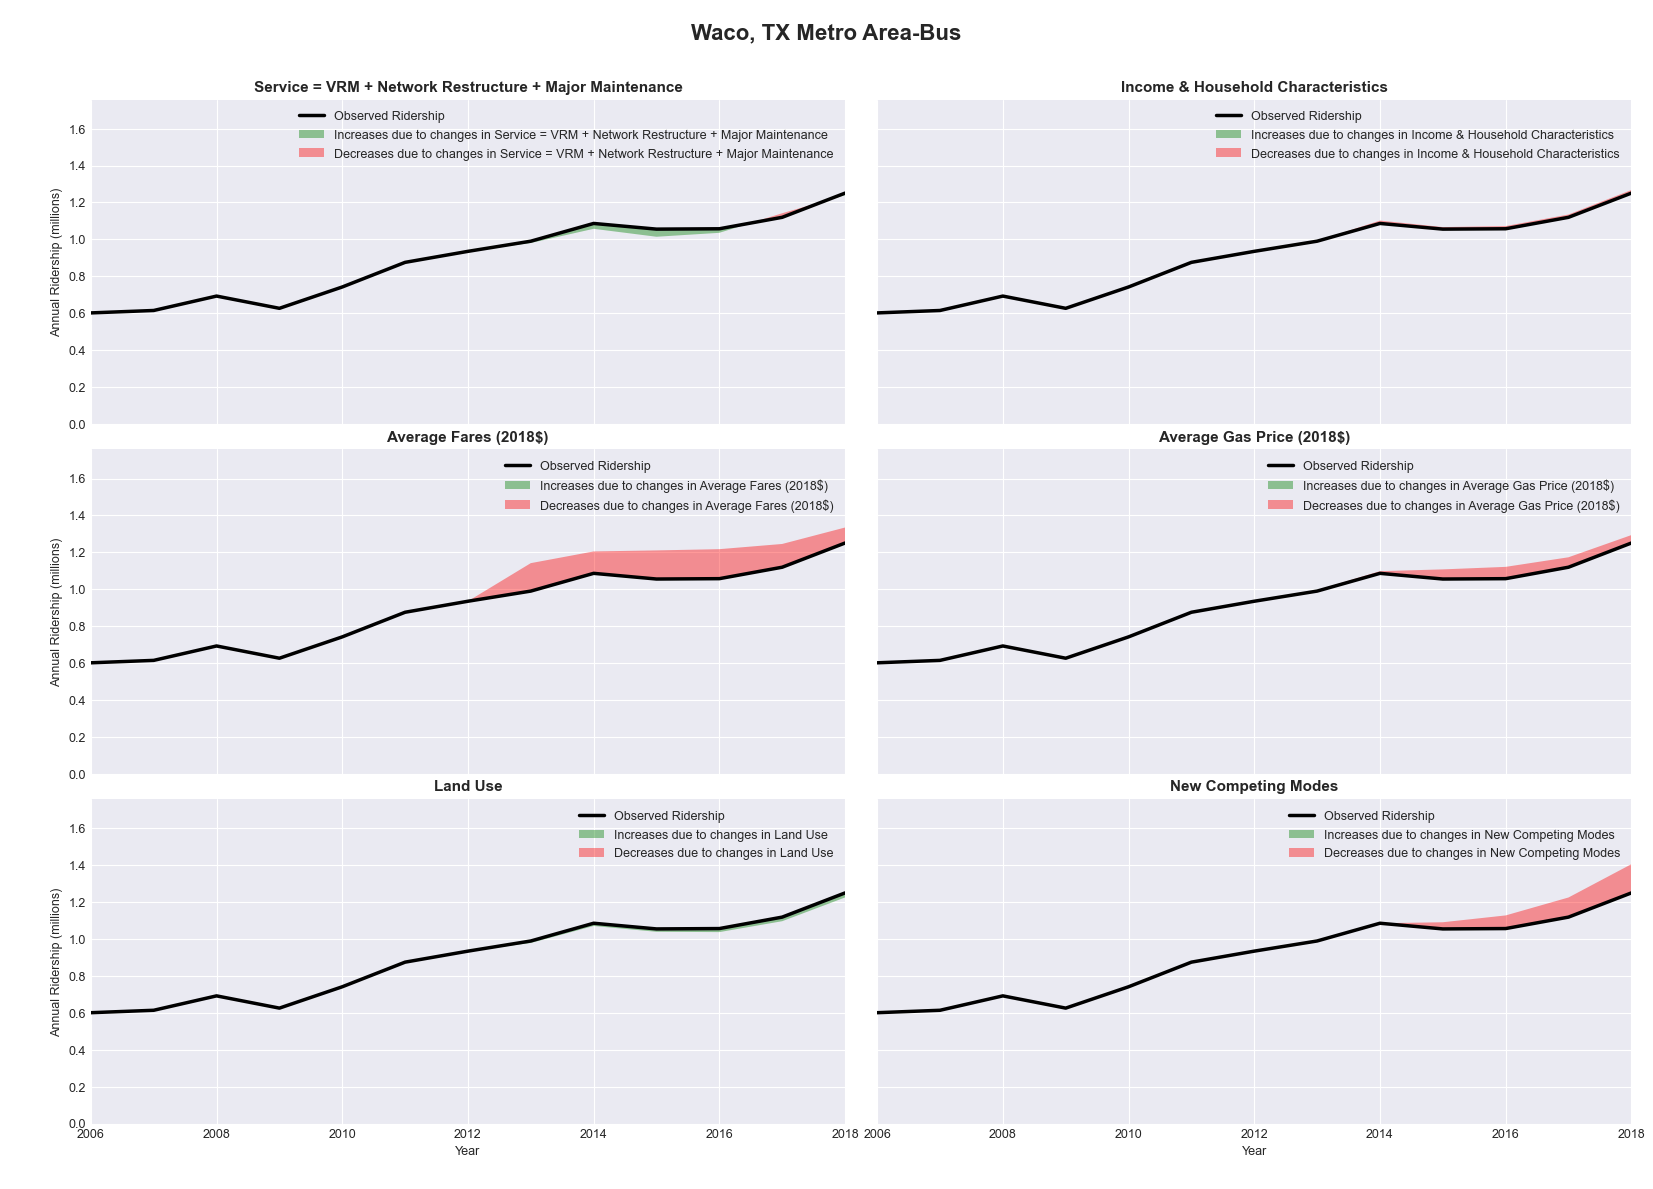 Waco, TX Metro Area-Bus
Service = VRM + Network Restructure + Major Maintenance
Observed Ridership
Increases due to changes in Service = VRM + Network Restructure + Major Maintenance
Decreases due to changes in Service = VRM + Network Restructure + Major Maintenance
1.6
1.4
1.2
1.0
0.8
0.6
0.4
0.2
0.0
Annual Ridership (millions)
Income & Household Characteristics
Observed Ridership
Increases due to changes in Income & Household Characteristics
Decreases due to changes in Income & Household Characteristics
Average Fares (2018$)
Observed Ridership
Increases due to changes in Average Fares (2018$)
Decreases due to changes in Average Fares (2018$)
1.6
1.4
1.2
1.0
0.8
0.6
0.4
0.2
0.0
Annual Ridership (millions)
Average Gas Price (2018$)
Observed Ridership
Increases due to changes in Average Gas Price (2018$)
Decreases due to changes in Average Gas Price (2018$)
Land Use
Observed Ridership
Increases due to changes in Land Use
Decreases due to changes in Land Use
1.6
1.4
1.2
1.0
0.8
0.6
0.4
0.2
0.0
Annual Ridership (millions)
2006 2008 2010 2012 2014 2016 2018
Year
New Competing Modes
Observed Ridership
Increases due to changes in New Competing Modes
Decreases due to changes in New Competing Modes
2006 2008 2010 2012 2014 2016 2018
Year